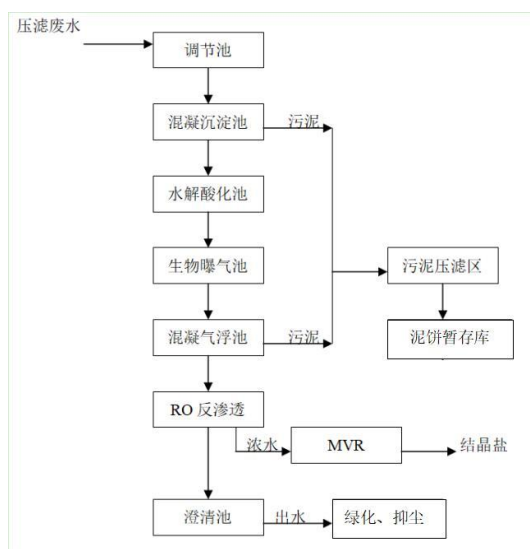 压滤废水
调节池
混凝沉淀池
污泥
水解酸化池
生物曝气池
污泥压滤区
混凝气浮池
污泥
泥饼暂存库
RO 反渗透
浓水
MVR
结晶盐
澄清池
出水
绿化、抑尘